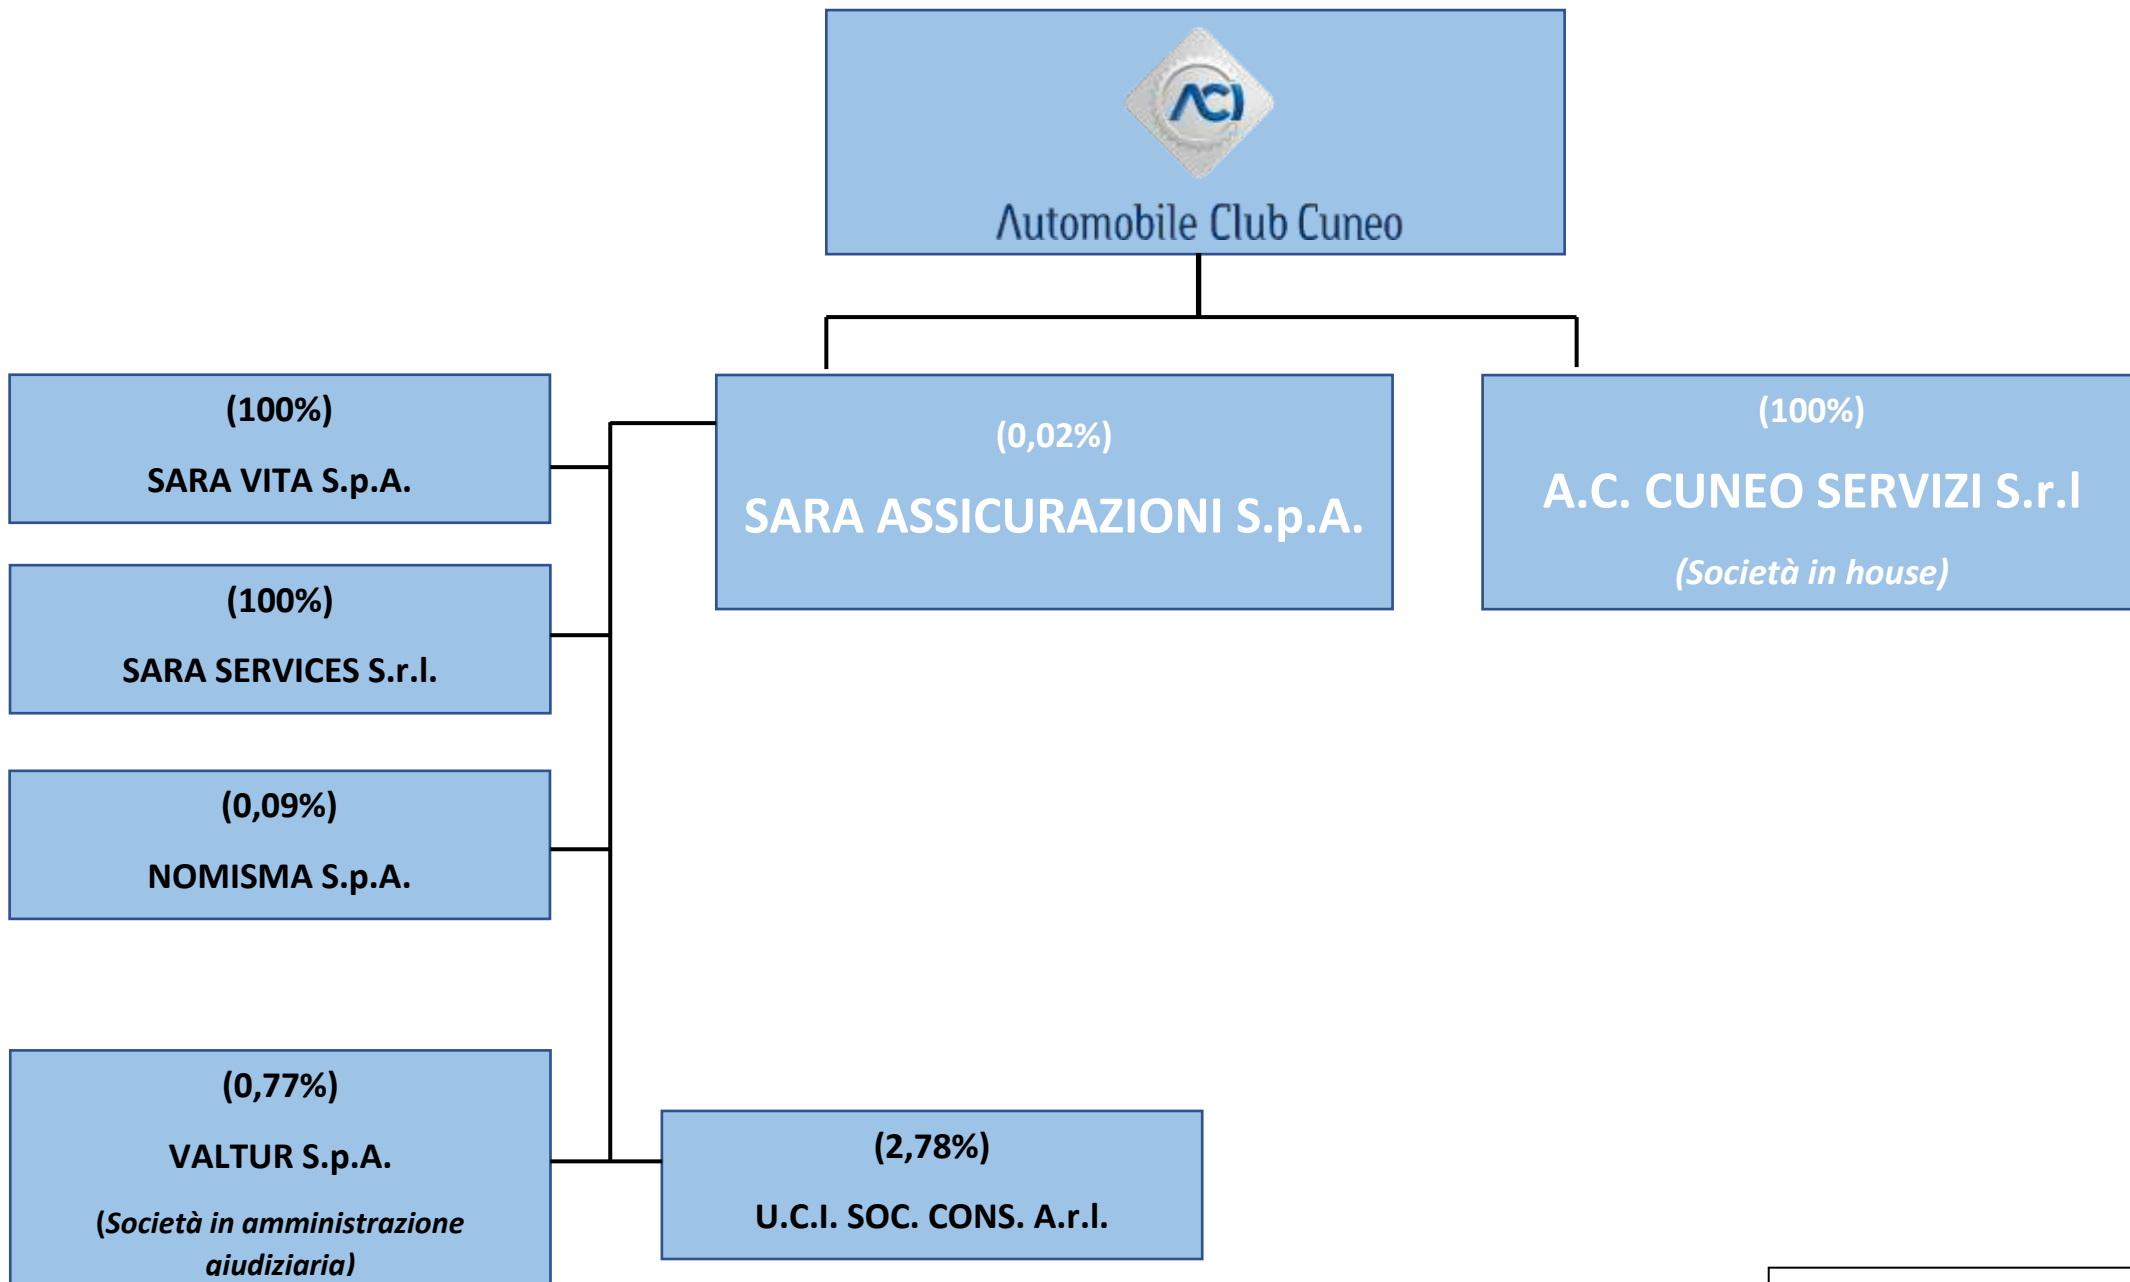 ACI
Automobile Club Cuneo
(100%)
SARA VITA S.p.A.
(0,02%)
SARA ASSICURAZIONI S.p.A.
(100%)
A.C. CUNEO SERVIZI S.r.l
(Società in house)
(100%)
SARA SERVICES S.r.l.
(0,09%)
NOMISMA S.p.A.
(0,77%)
VALTUR S.p.A.
(Società in amministrazione
giudiziaria)
(2,78%)
U.C.I. SOC. CONS. A.r.l.